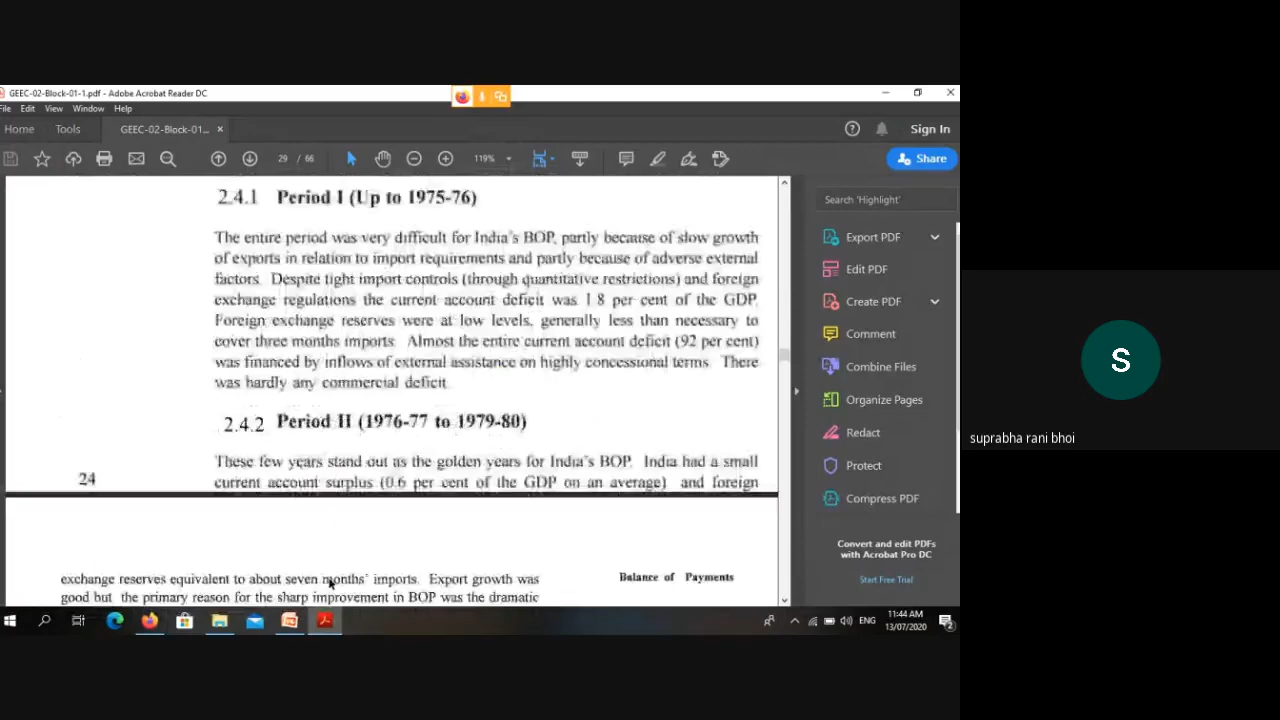 GEEC-02-Block-01-1.pdf - Adobe Acrobat Reader DC
File Edit View Window Help
Home Tools GEEC-02-Block-01... × Sign In
29 / 66 119% Share
2.4.1 Period I (Up to 1975-76)
The entire period was very difficult for India's BOP, partly because of slow growth
of exports in relation to import requirements and partly because of adverse external
factors. Despite tight import controls (through quantitative restrictions) and foreign
exchange regulations the current account deficit was 1 8 per cent of the GDP.
Foreign exchange reserves were at low levels, generally less than necessary to
cover three months imports. Almost the entire current account deficit (92 per cent)
was financed by inflows of external assistance on highly concessional terms. There
was hardly any commercial deficit
2.4.2 Period II (1976-77 to 1979-80)
These few years stand out as the golden years for India's BOP. India had a small
24
current account surplus (0.6 per cent of the GDP on an average) and foreign
exchange reserves equivalent to about seven months' imports. Export growth was
Balance of Payments
good but the primary reason for the sharp improvement in BOP was the dramatic
Search 'Highlight'
Export PDF
Edit PDF
Create PDF
Comment
Combine Files
Organize Pages
Redact
Protect
Compress PDF
Convert and edit PDFs
with Acrobat Pro DC
Start Free Trial
ENG
11:44 AM
13/07/2020
2
S
suprabha rani bhoi